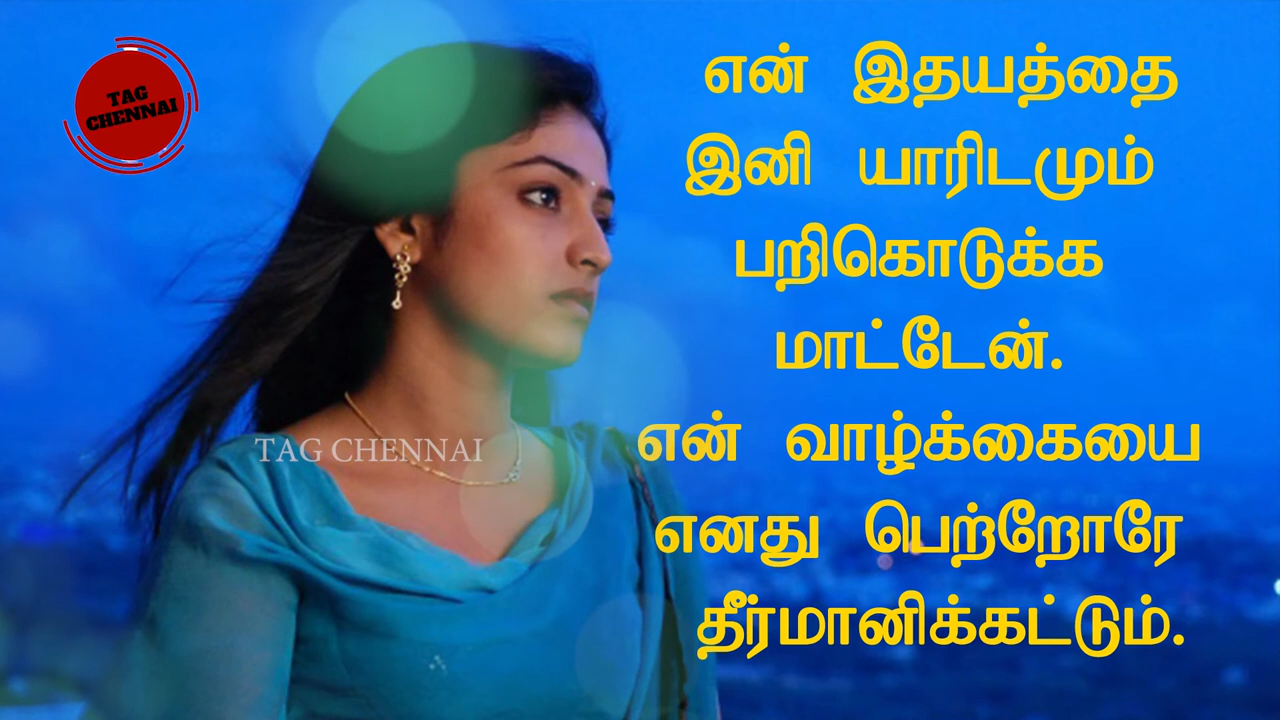 TAG
CHENNAI
என் இதயத்தை
இனி யாரிடமும்
பறிகொடுக்க
மாட்டேன்.
என் வாழ்க்கையை
எனது பெற்றோரே
தீர்மானிக்கட்டும்.
TAG CHENNAI